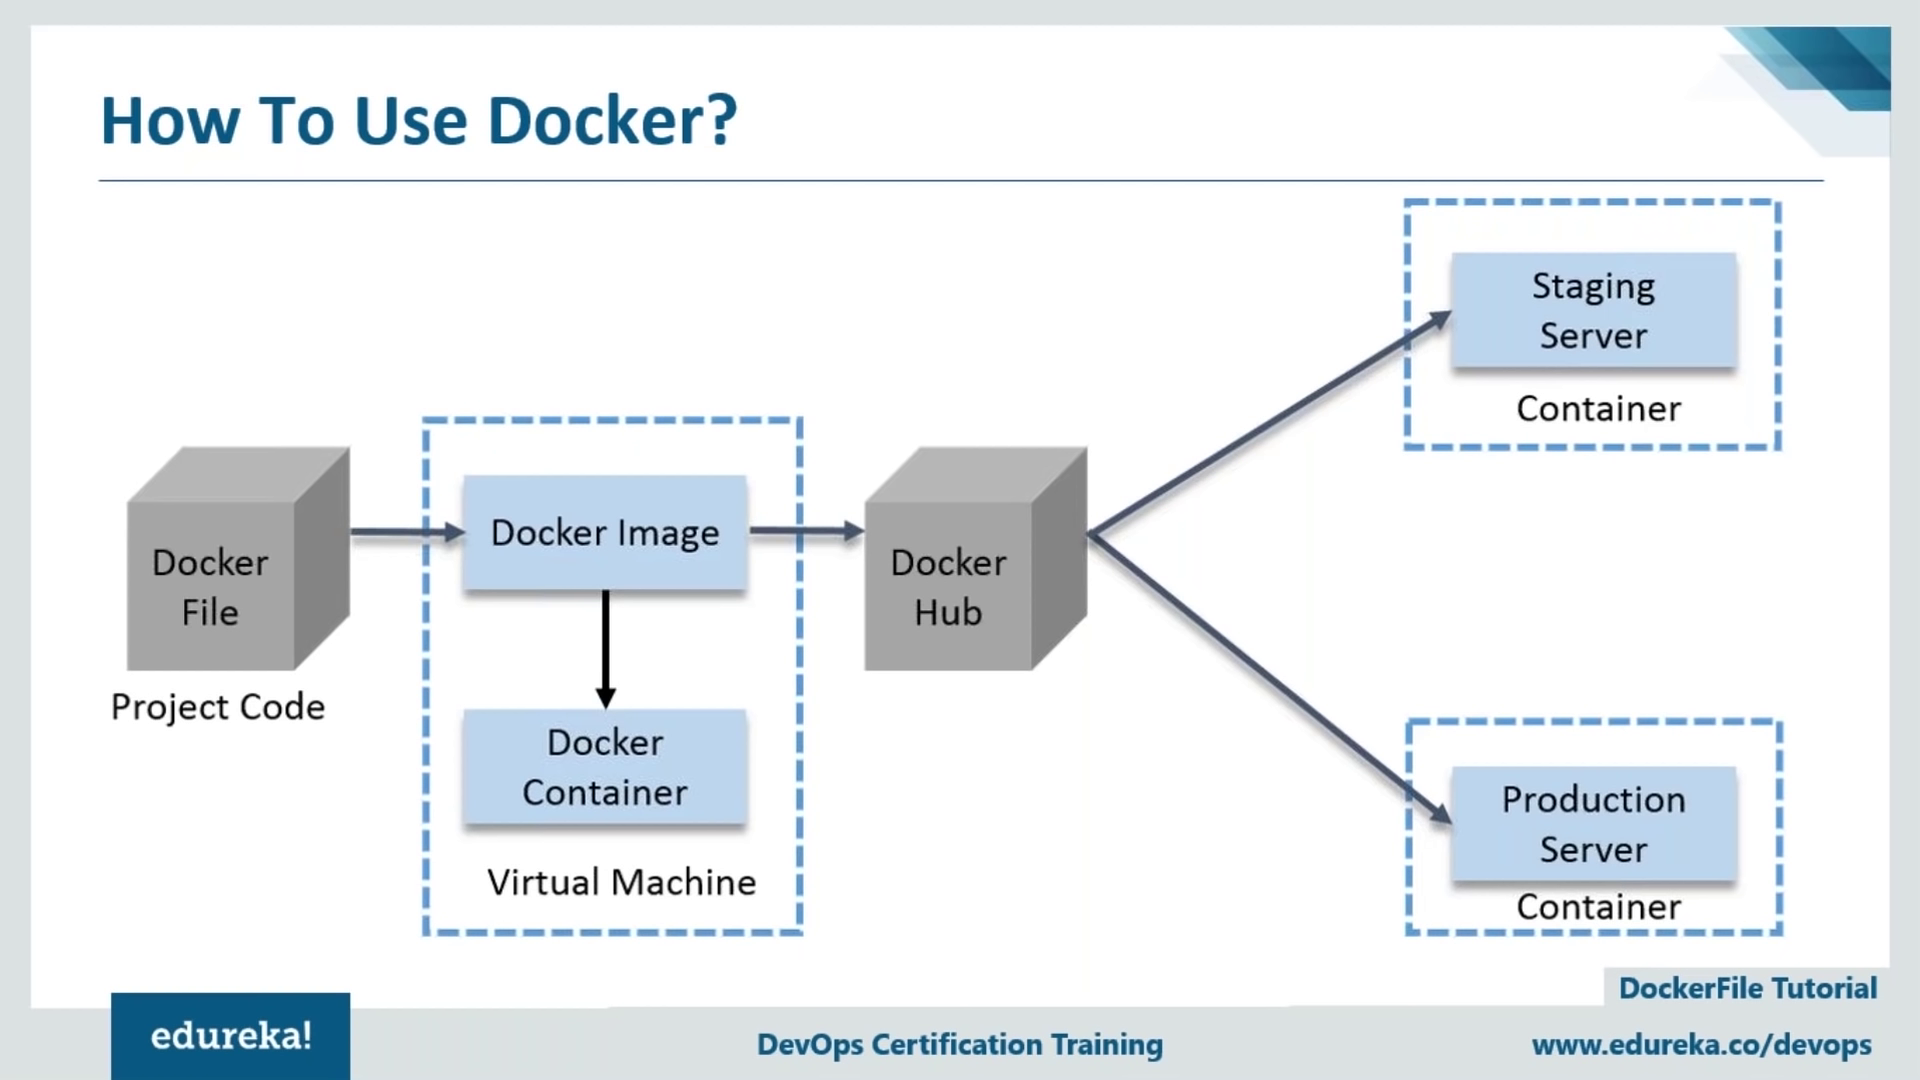 How To Use Docker?
Docker
File
Project Code
Docker Image
Docker
Container
Virtual Machine
Docker
Hub
Staging
Server
Container
Production
Server
Container
DockerFile Tutorial
edureka!
DevOps Certification Training
www.edureka.co/devops